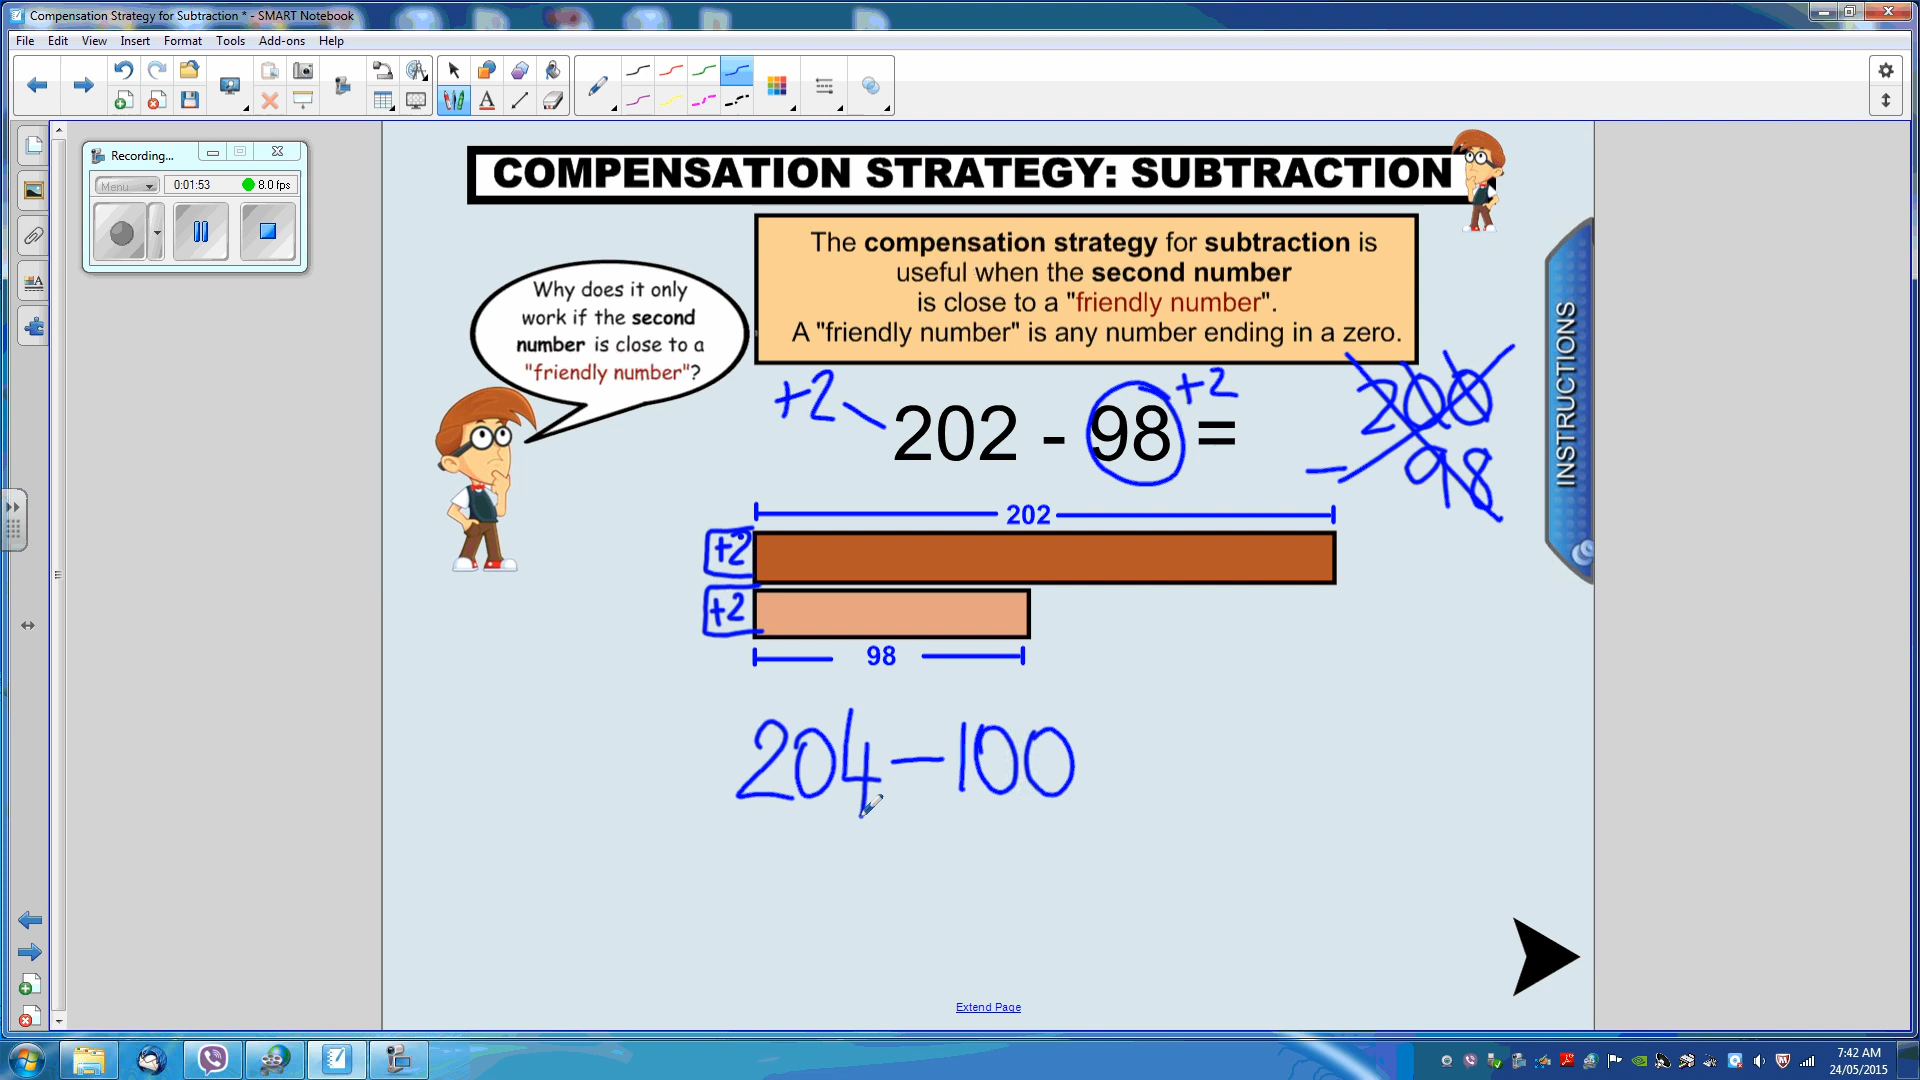 Compensation Strategy for Subtraction * - SMART Notebook
File Edit View Insert Format Tools Add-ons Help
Recording...
Menu 0:01:53 8.0 fps
COMPENSATION STRATEGY: SUBTRACTION
The compensation strategy for subtraction is
useful when the second number
is close to a "friendly number".
A "friendly number" is any number ending in a zero.
Why does it only
work if the second
number is close to a
"friendly number"?
INSTRUCTIONS
+2 +2
202 - 98 =
200
- 98
202
+2
+2
98
204-100
Extend Page
7:42 AM
24/05/2015